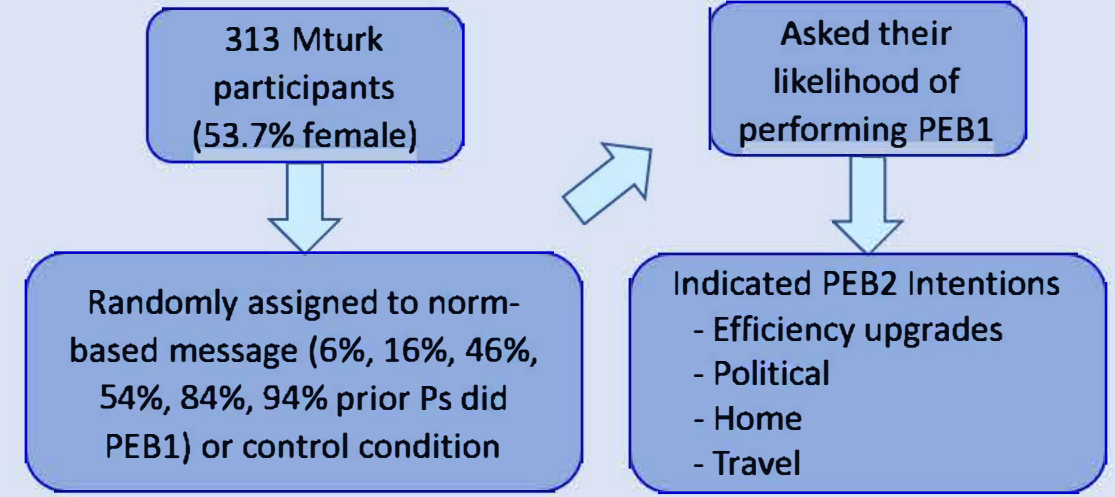 313 Mturk
participants
(53.7% female)
Randomly assigned to norm-
based message (6%, 16%, 46%,
54%, 84%, 94% prior Ps did
PEB1) or control condition
Asked their
likelihood of
performing PEB1
Indicated PEB2 Intentions
- Efficiency upgrades
- Political
- Home
- Travel